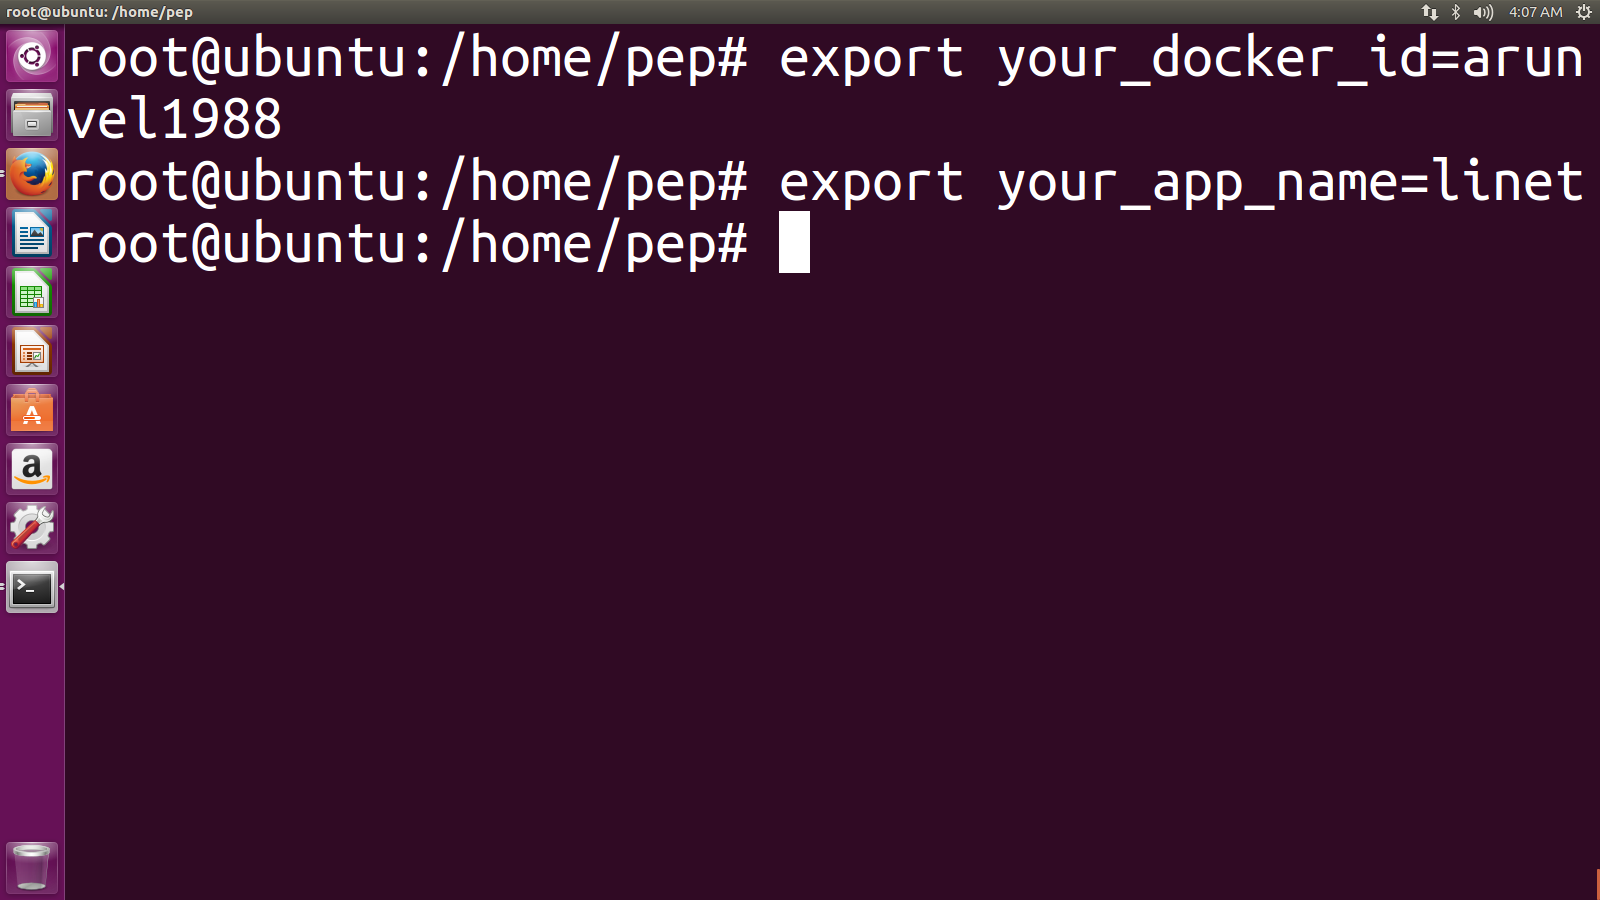 root@ubuntu: /home/pep
4:07 AM
root@ubuntu:/home/pep# export your_docker_id=arun
vel1988
root@ubuntu:/home/pep# export your_app_name=linet
root@ubuntu:/home/pep#